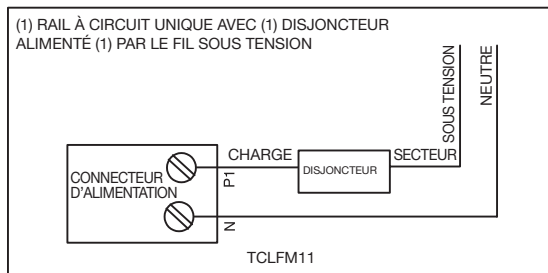 (1) RAIL À CIRCUIT UNIQUE AVEC (1) DISJONCTEUR
ALIMENTÉ (1) PAR LE FIL SOUS TENSION
SOUS TENSION
NEUTRE
CHARGE
SECTEUR
CONNECTEUR
D'ALIMENTATION
P1
DISJONCTEUR
N
TCLFM11